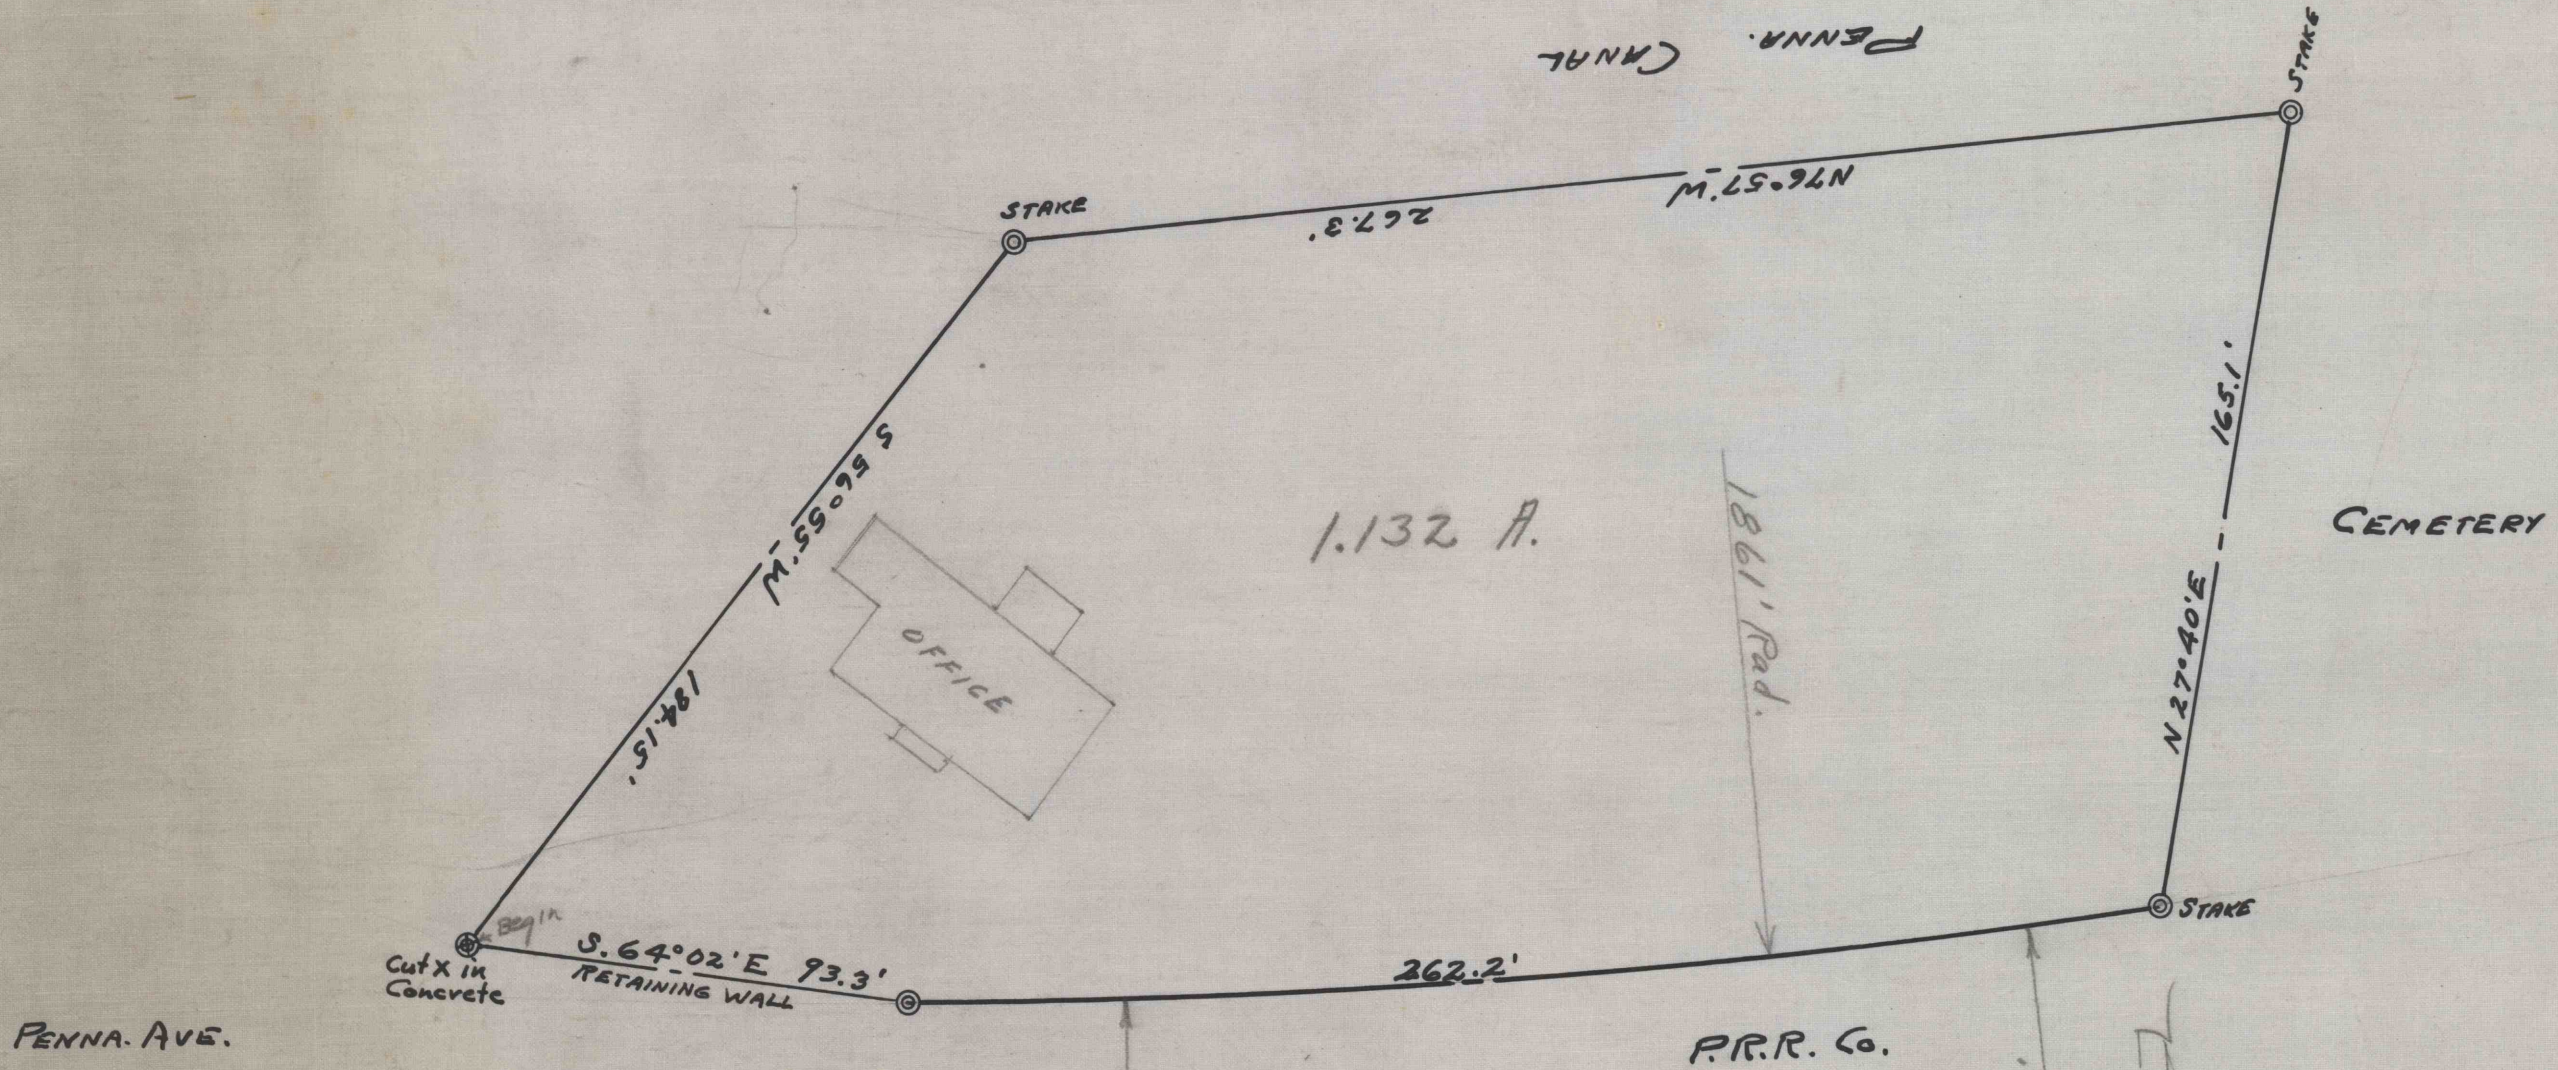 PENNA.
CANAL
STAKE
STAKE
N76°57'W
267.3'
S 56°55'W
184.15'
165.1'
N 27°40'E
CEMETERY
1.132 A.
1861' Rad.
OFFICE
Begin
Cut X in
Concrete
S. 64°02'E 93.3'
RETAINING WALL
262.2'
STAKE
PENNA. AVE.
P.R.R. Co.